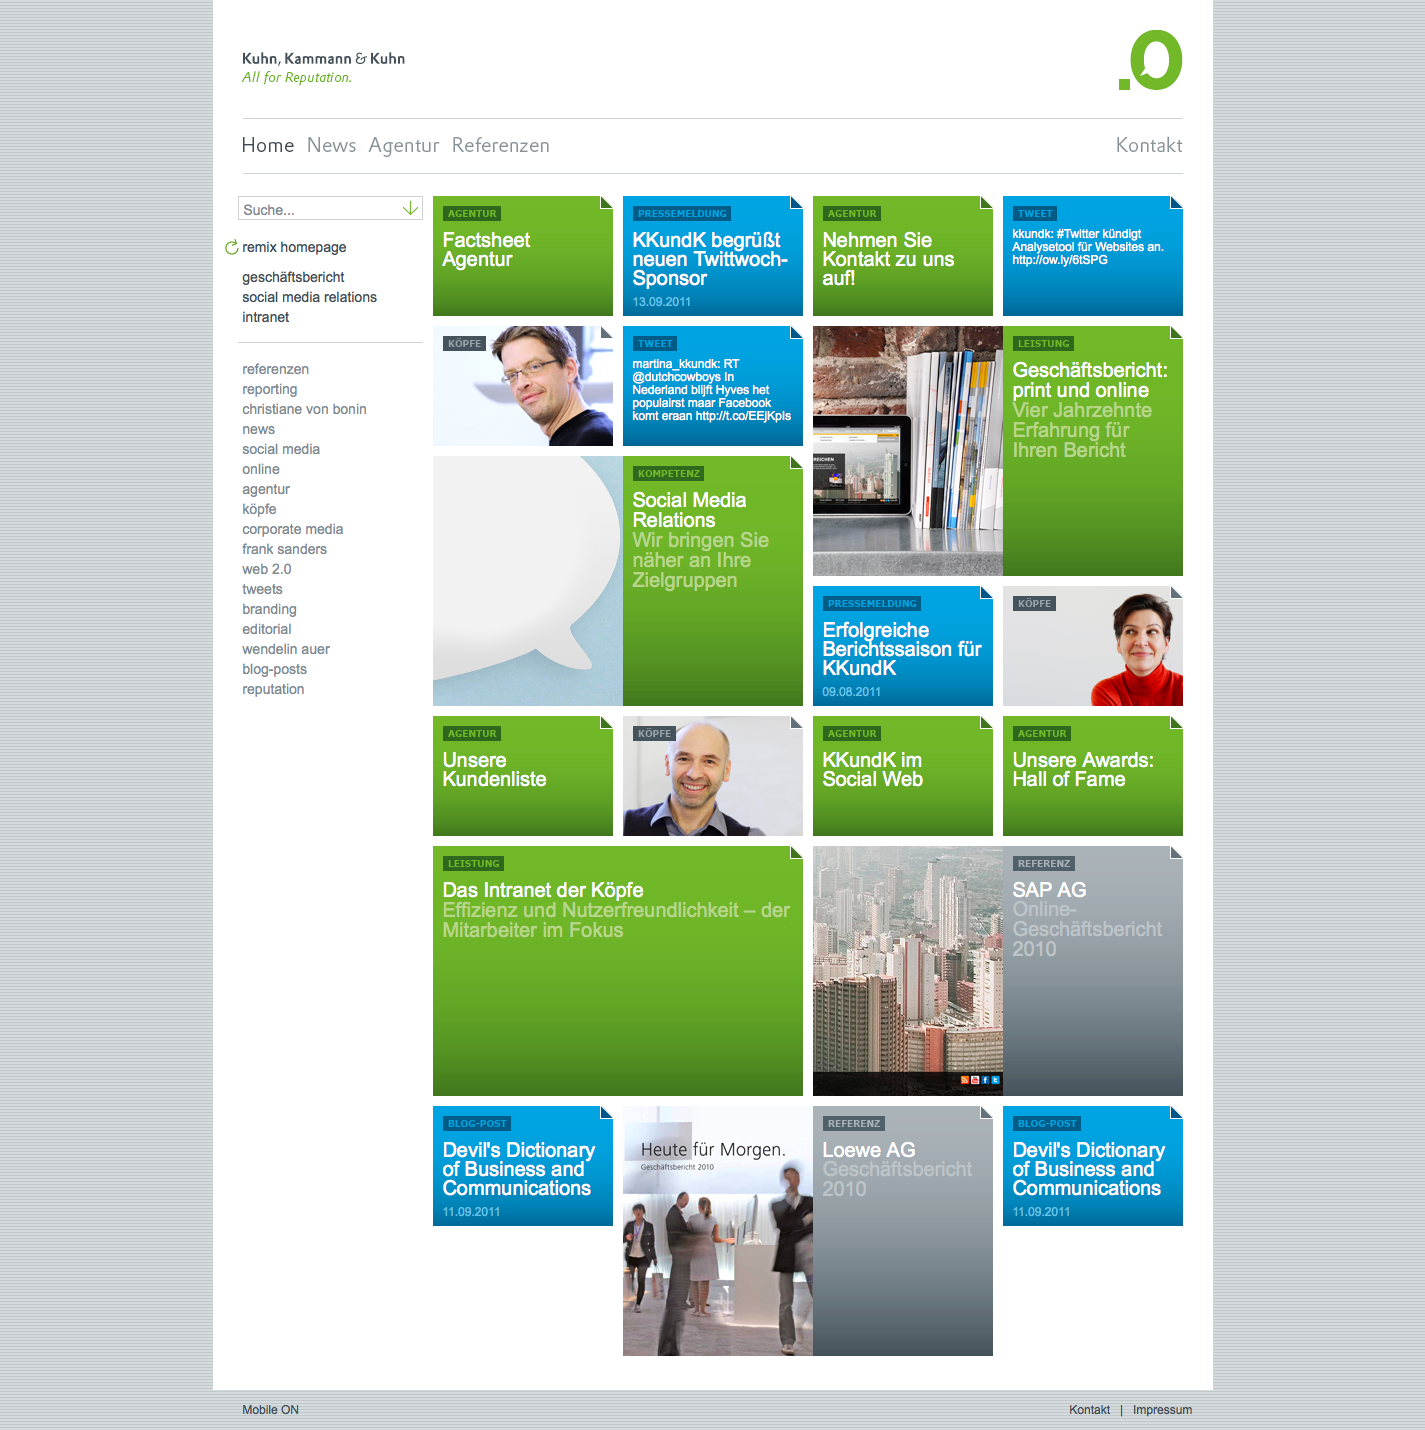 Kuhn, Kammann & Kuhn
All for Reputation.
Home News Agentur Referenzen Kontakt
Suche...
remix homepage
geschäftsbericht
social media relations
intranet
referenzen
reporting
christiane von bonin
news
social media
online
agentur
köpfe
corporate media
frank sanders
web 2.0
tweets
branding
editorial
wendelin auer
blog-posts
reputation
AGENTUR
Factsheet
Agentur
PRESSEMELDUNG
KKundK begrüßt
neuen Twittwoch-
Sponsor
13.09.2011
AGENTUR
Nehmen Sie
Kontakt zu uns
auf!
TWEET
kkundk: #Twitter kündigt
Analysetool für Websites an.
http://ow.ly/6tSPG
KÖPFE
TWEET
martina_kkundk: RT
@dutchcowboys In
Nederland blijft Hyves het
populairst maar Facebook
komt eraan http://t.co/EEjKpls
LEISTUNG
Geschäftsbericht:
print und online
Vier Jahrzehnte
Erfahrung für
Ihren Bericht
KOMPETENZ
Social Media
Relations
Wir bringen Sie
näher an Ihre
Zielgruppen
PRESSEMELDUNG
Erfolgreiche
Berichtssaison für
KKundK
09.08.2011
KÖPFE
AGENTUR
Unsere
Kundenliste
KÖPFE
AGENTUR
KKundK im
Social Web
AGENTUR
Unsere Awards:
Hall of Fame
LEISTUNG
Das Intranet der Köpfe
Effizienz und Nutzerfreundlichkeit – der
Mitarbeiter im Fokus
REFERENZ
SAP AG
Online-
Geschäftsbericht
2010
BLOG-POST
Devil's Dictionary
of Business and
Communications
11.09.2011
Heute für Morgen.
Geschäftsbericht 2010
REFERENZ
Loewe AG
Geschäftsbericht
2010
BLOG-POST
Devil's Dictionary
of Business and
Communications
11.09.2011
Mobile ON
Kontakt | Impressum